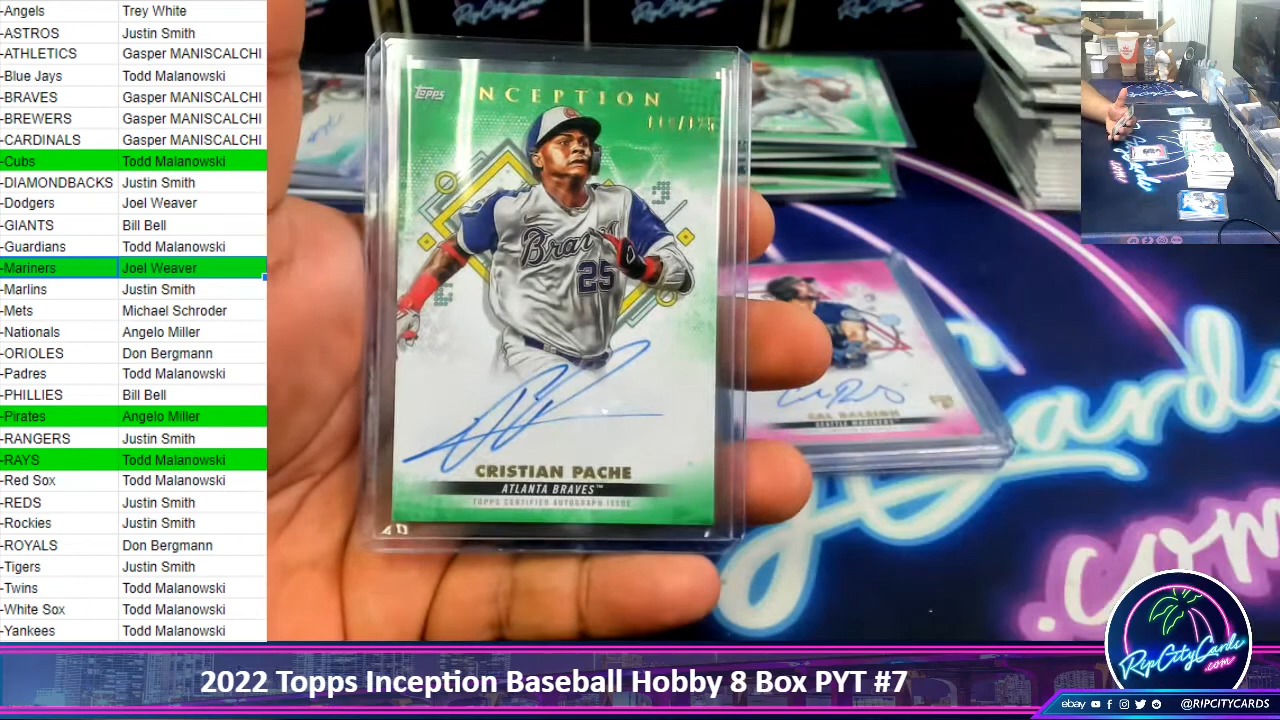 -Angels Trey White
-ASTROS Justin Smith
-ATHLETICS Gasper MANISCALCHI
-Blue Jays Todd Malanowski
-BRAVES Gasper MANISCALCHI
-BREWERS Gasper MANISCALCHI
-CARDINALS Gasper MANISCALCHI
-Cubs Todd Malanowski
-DIAMONDBACKS Justin Smith
-Dodgers Joel Weaver
-GIANTS Bill Bell
-Guardians Todd Malanowski
-Mariners Joel Weaver
-Marlins Justin Smith
-Mets Michael Schroder
-Nationals Angelo Miller
-ORIOLES Don Bergmann
-Padres Todd Malanowski
-PHILLIES Bill Bell
-Pirates Angelo Miller
-RANGERS Justin Smith
-RAYS Todd Malanowski
-Red Sox Todd Malanowski
-REDS Justin Smith
-Rockies Justin Smith
-ROYALS Don Bergmann
-Tigers Justin Smith
-Twins Todd Malanowski
-White Sox Todd Malanowski
-Yankees Todd Malanowski
TOPPS
INCEPTION
Braves
25
CRISTIAN PACHE
ATLANTA BRAVES™
TOPPS CERTIFIED AUTOGRAPH ISSUE
CAL RALEIGH
SEATTLE MARINERS
.com
RipCityCards
.com
2022 Topps Inception Baseball Hobby 8 Box PYT #7
ebay @RIPCITYCARDS